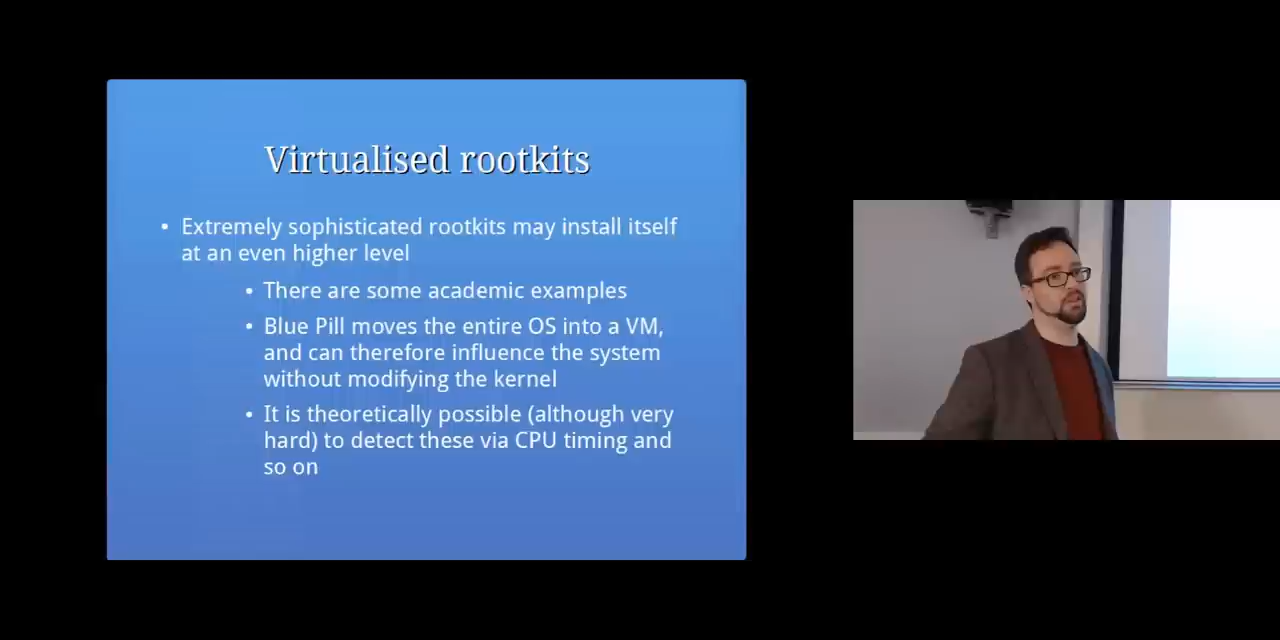 Virtualised rootkits
• Extremely sophisticated rootkits may install itself
at an even higher level
• There are some academic examples
• Blue Pill moves the entire OS into a VM,
and can therefore influence the system
without modifying the kernel
• It is theoretically possible (although very
hard) to detect these via CPU timing and
so on